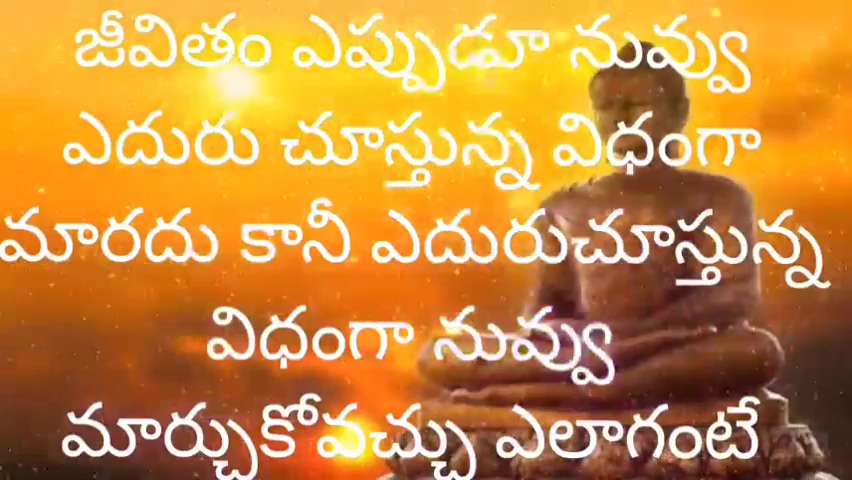 జీవితం ఎప్పుడూ నువ్వు
ఎదురు చూస్తున్న విధంగా
మారదు కానీ ఎదురుచూస్తున్న
విధంగా నువ్వు
మార్చుకోవచ్చు ఎలాగంటే